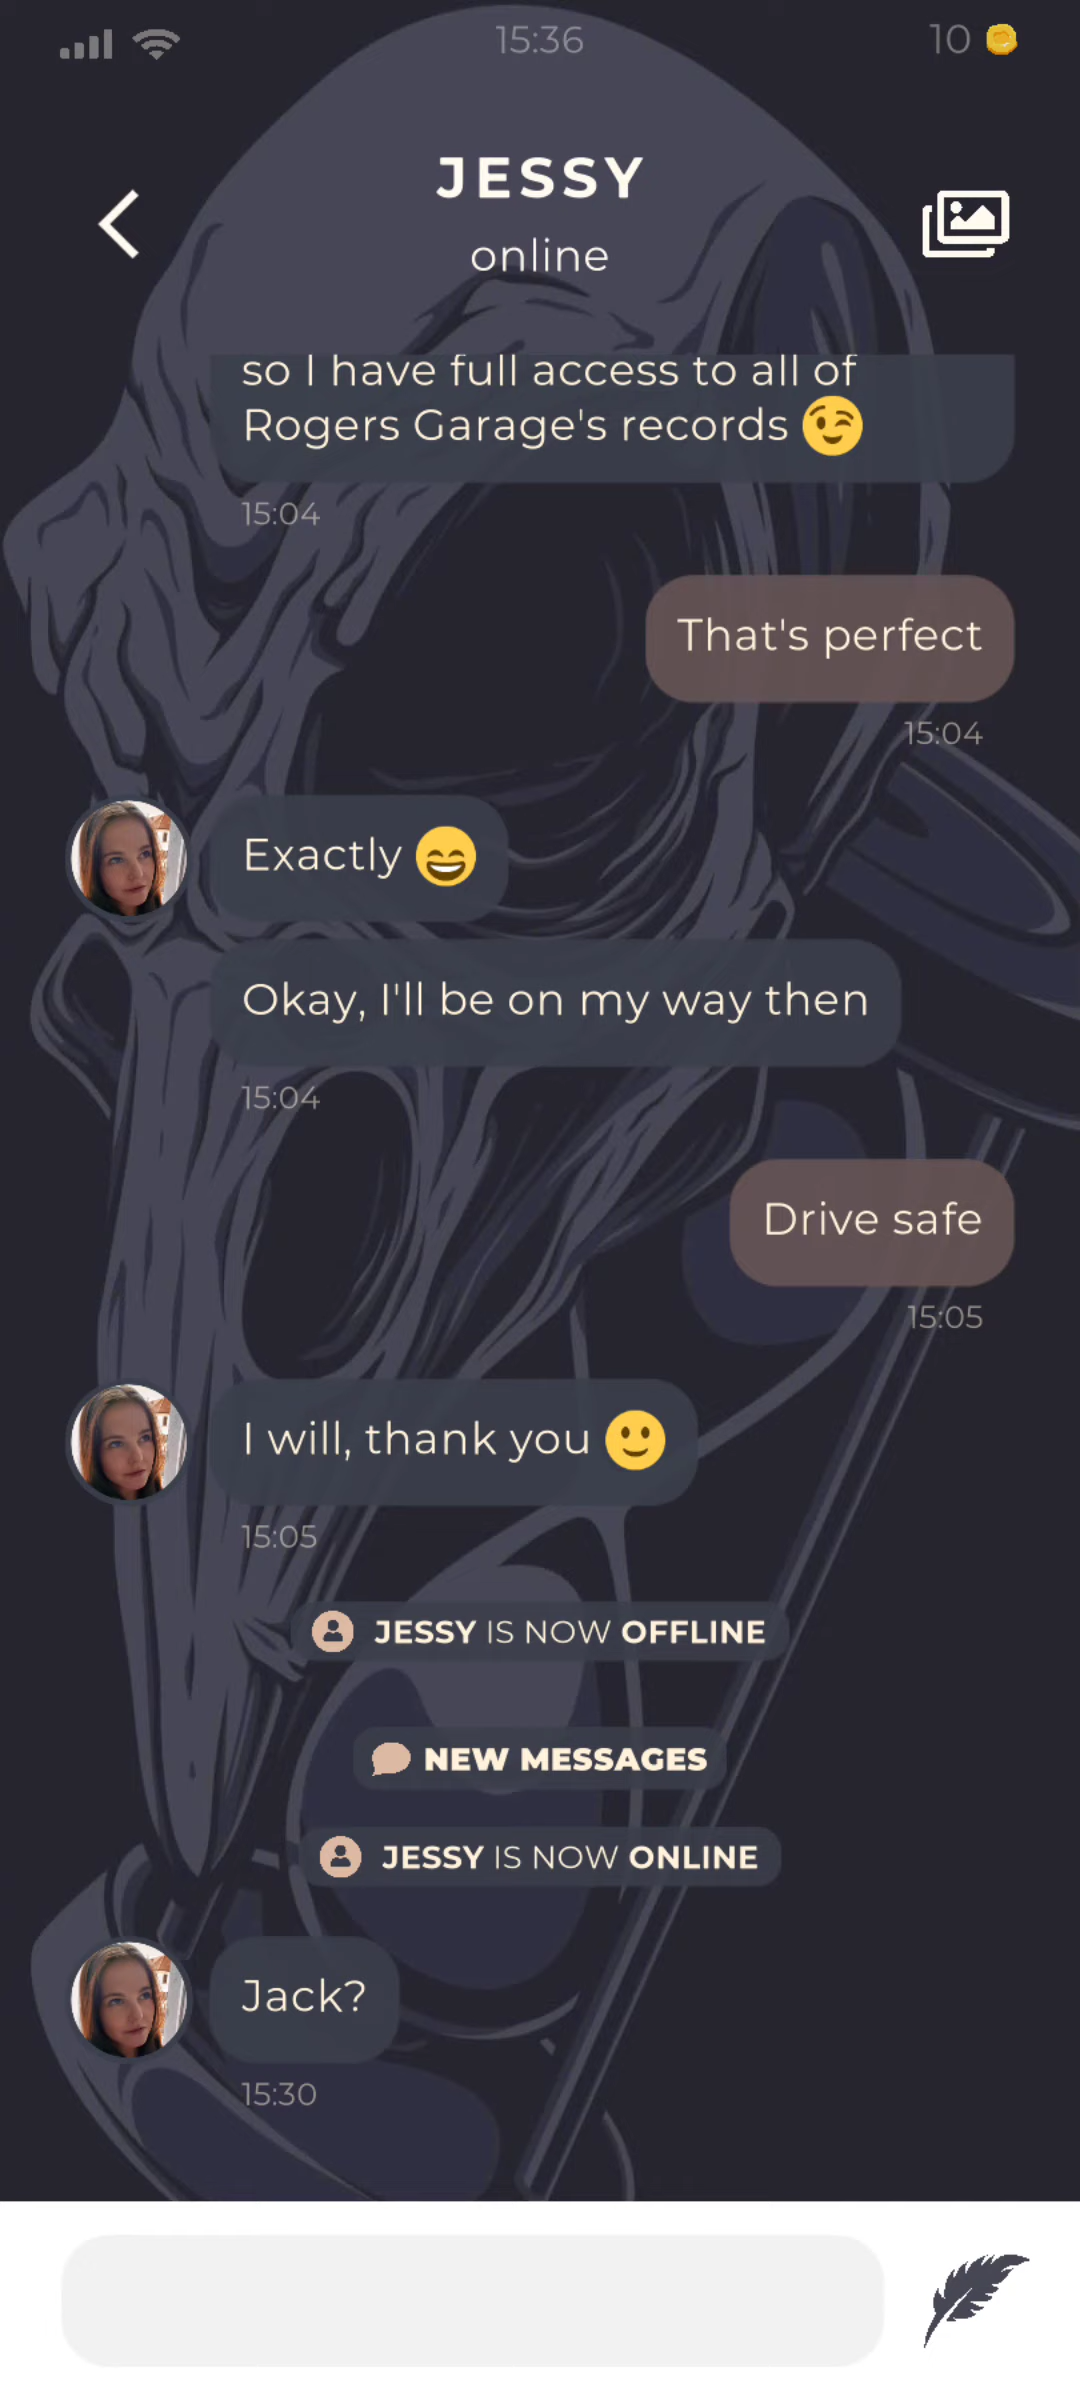 15:36
10
JESSY
online
so I have full access to all of
Rogers Garage's records 😉
15:04
That's perfect
15:04
Exactly 😄
Okay, I'll be on my way then
15:04
Drive safe
15:05
I will, thank you 🙂
15:05
JESSY IS NOW OFFLINE
NEW MESSAGES
JESSY IS NOW ONLINE
Jack?
15:30